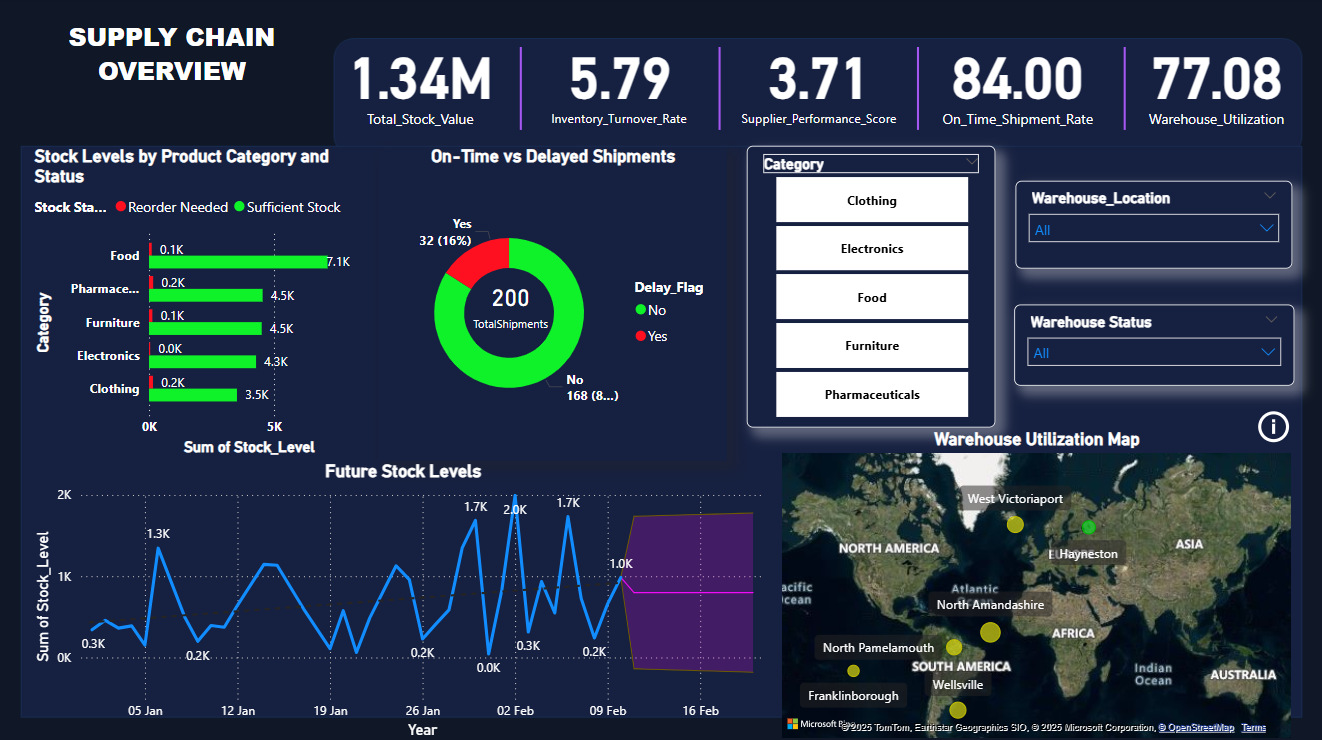 SUPPLY CHAIN
OVERVIEW
1.34M
Total_Stock_Value
5.79
Inventory_Turnover_Rate
3.71
Supplier_Performance_Score
84.00
On_Time_Shipment_Rate
77.08
Warehouse_Utilization
Stock Levels by Product Category and
Status
Stock Sta... Reorder Needed Sufficient Stock
Category
Food 0.1K
7.1K
Pharmace... 0.2K
4.5K
Furniture 0.1K
4.5K
Electronics 0.0K
4.3K
Clothing 0.2K
3.5K
0K 5K
Sum of Stock_Level
On-Time vs Delayed Shipments
Yes
32 (16%)
200
TotalShipments
No
168 (8...)
Delay_Flag
No
Yes
Category
Clothing
Electronics
Food
Furniture
Pharmaceuticals
Warehouse_Location
All
Warehouse Status
All
Future Stock Levels
Sum of Stock_Level
2K
1K
0K
0.3K
1.3K
0.2K
0.2K
1.7K
0.0K
2.0K
0.3K
1.7K
0.2K
1.0K
05 Jan 12 Jan 19 Jan 26 Jan 02 Feb 09 Feb 16 Feb
Year
Warehouse Utilization Map
West Victoriaport
Hayneston
NORTH AMERICA
ASIA
Atlantic
North Amandashire
AFRICA
North Pamelamouth
SOUTH AMERICA
Wellsville
Franklinborough
Indian
Ocean
AUSTRALIA
Microsoft
© 2025 TomTom, Earthstar Geographics SIO, © 2025 Microsoft Corporation, © OpenStreetMap Terms